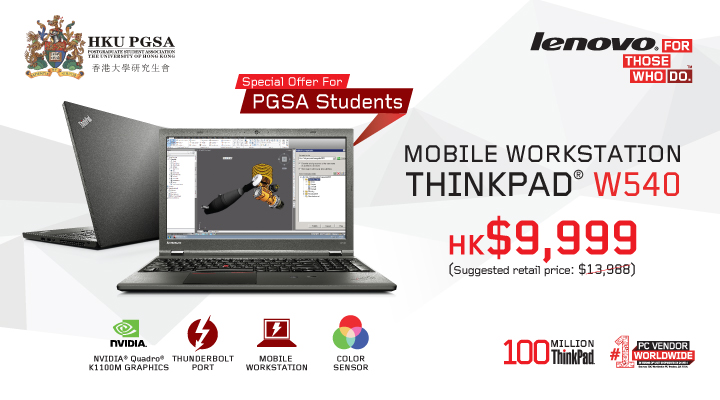 HKU PGSA
POSTGRADUATE STUDENT ASSOCIATION
THE UNIVERSITY OF HONG KONG
香港大學研究生會
lenovo® FOR
THOSE
WHO DO.™
Special Offer For
PGSA Students
ThinkPad
lenovo
MOBILE WORKSTATION
THINKPAD® W540
HK$9,999
(Suggested retail price: $13,988)
NVIDIA.
NVIDIA® Quadro®
K1100M GRAPHICS
THUNDERBOLT
PORT
MOBILE
WORKSTATION
COLOR
SENSOR
100 MILLION
ThinkPad
#1 PC VENDOR
WORLDWIDE